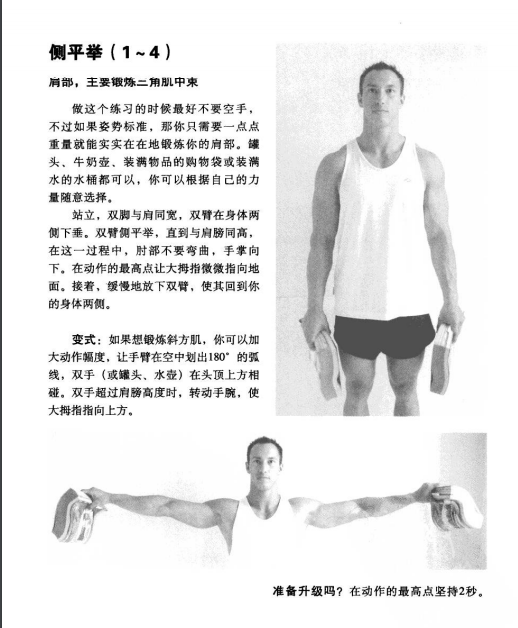 侧平举（1~4）
肩部，主要锻炼三角肌中束
做这个练习的时候最好不要空手，
不过如果姿势标准，那你只需要一点点
重量就能实实在在地锻炼你的肩部。罐
头、牛奶壶、装满物品的购物袋或装满
水的水桶都可以，你可以根据自己的力
量随意选择。
站立，双脚与肩同宽，双臂在身体两
侧下垂。双臂侧平举，直到与肩膀同高，
在这一过程中，肘部不要弯曲，手掌向
下。在动作的最高点让大拇指微微指向地
面。接着，缓慢地放下双臂，使其回到你
的身体两侧。
变式：如果想锻炼斜方肌，你可以加
大动作幅度，让手臂在空中划出180°的弧
线，双手（或罐头、水壶）在头顶上方相
碰。双手超过肩膀高度时，转动手腕，使
大拇指指向上方。
准备升级吗？在动作的最高点坚持2秒。